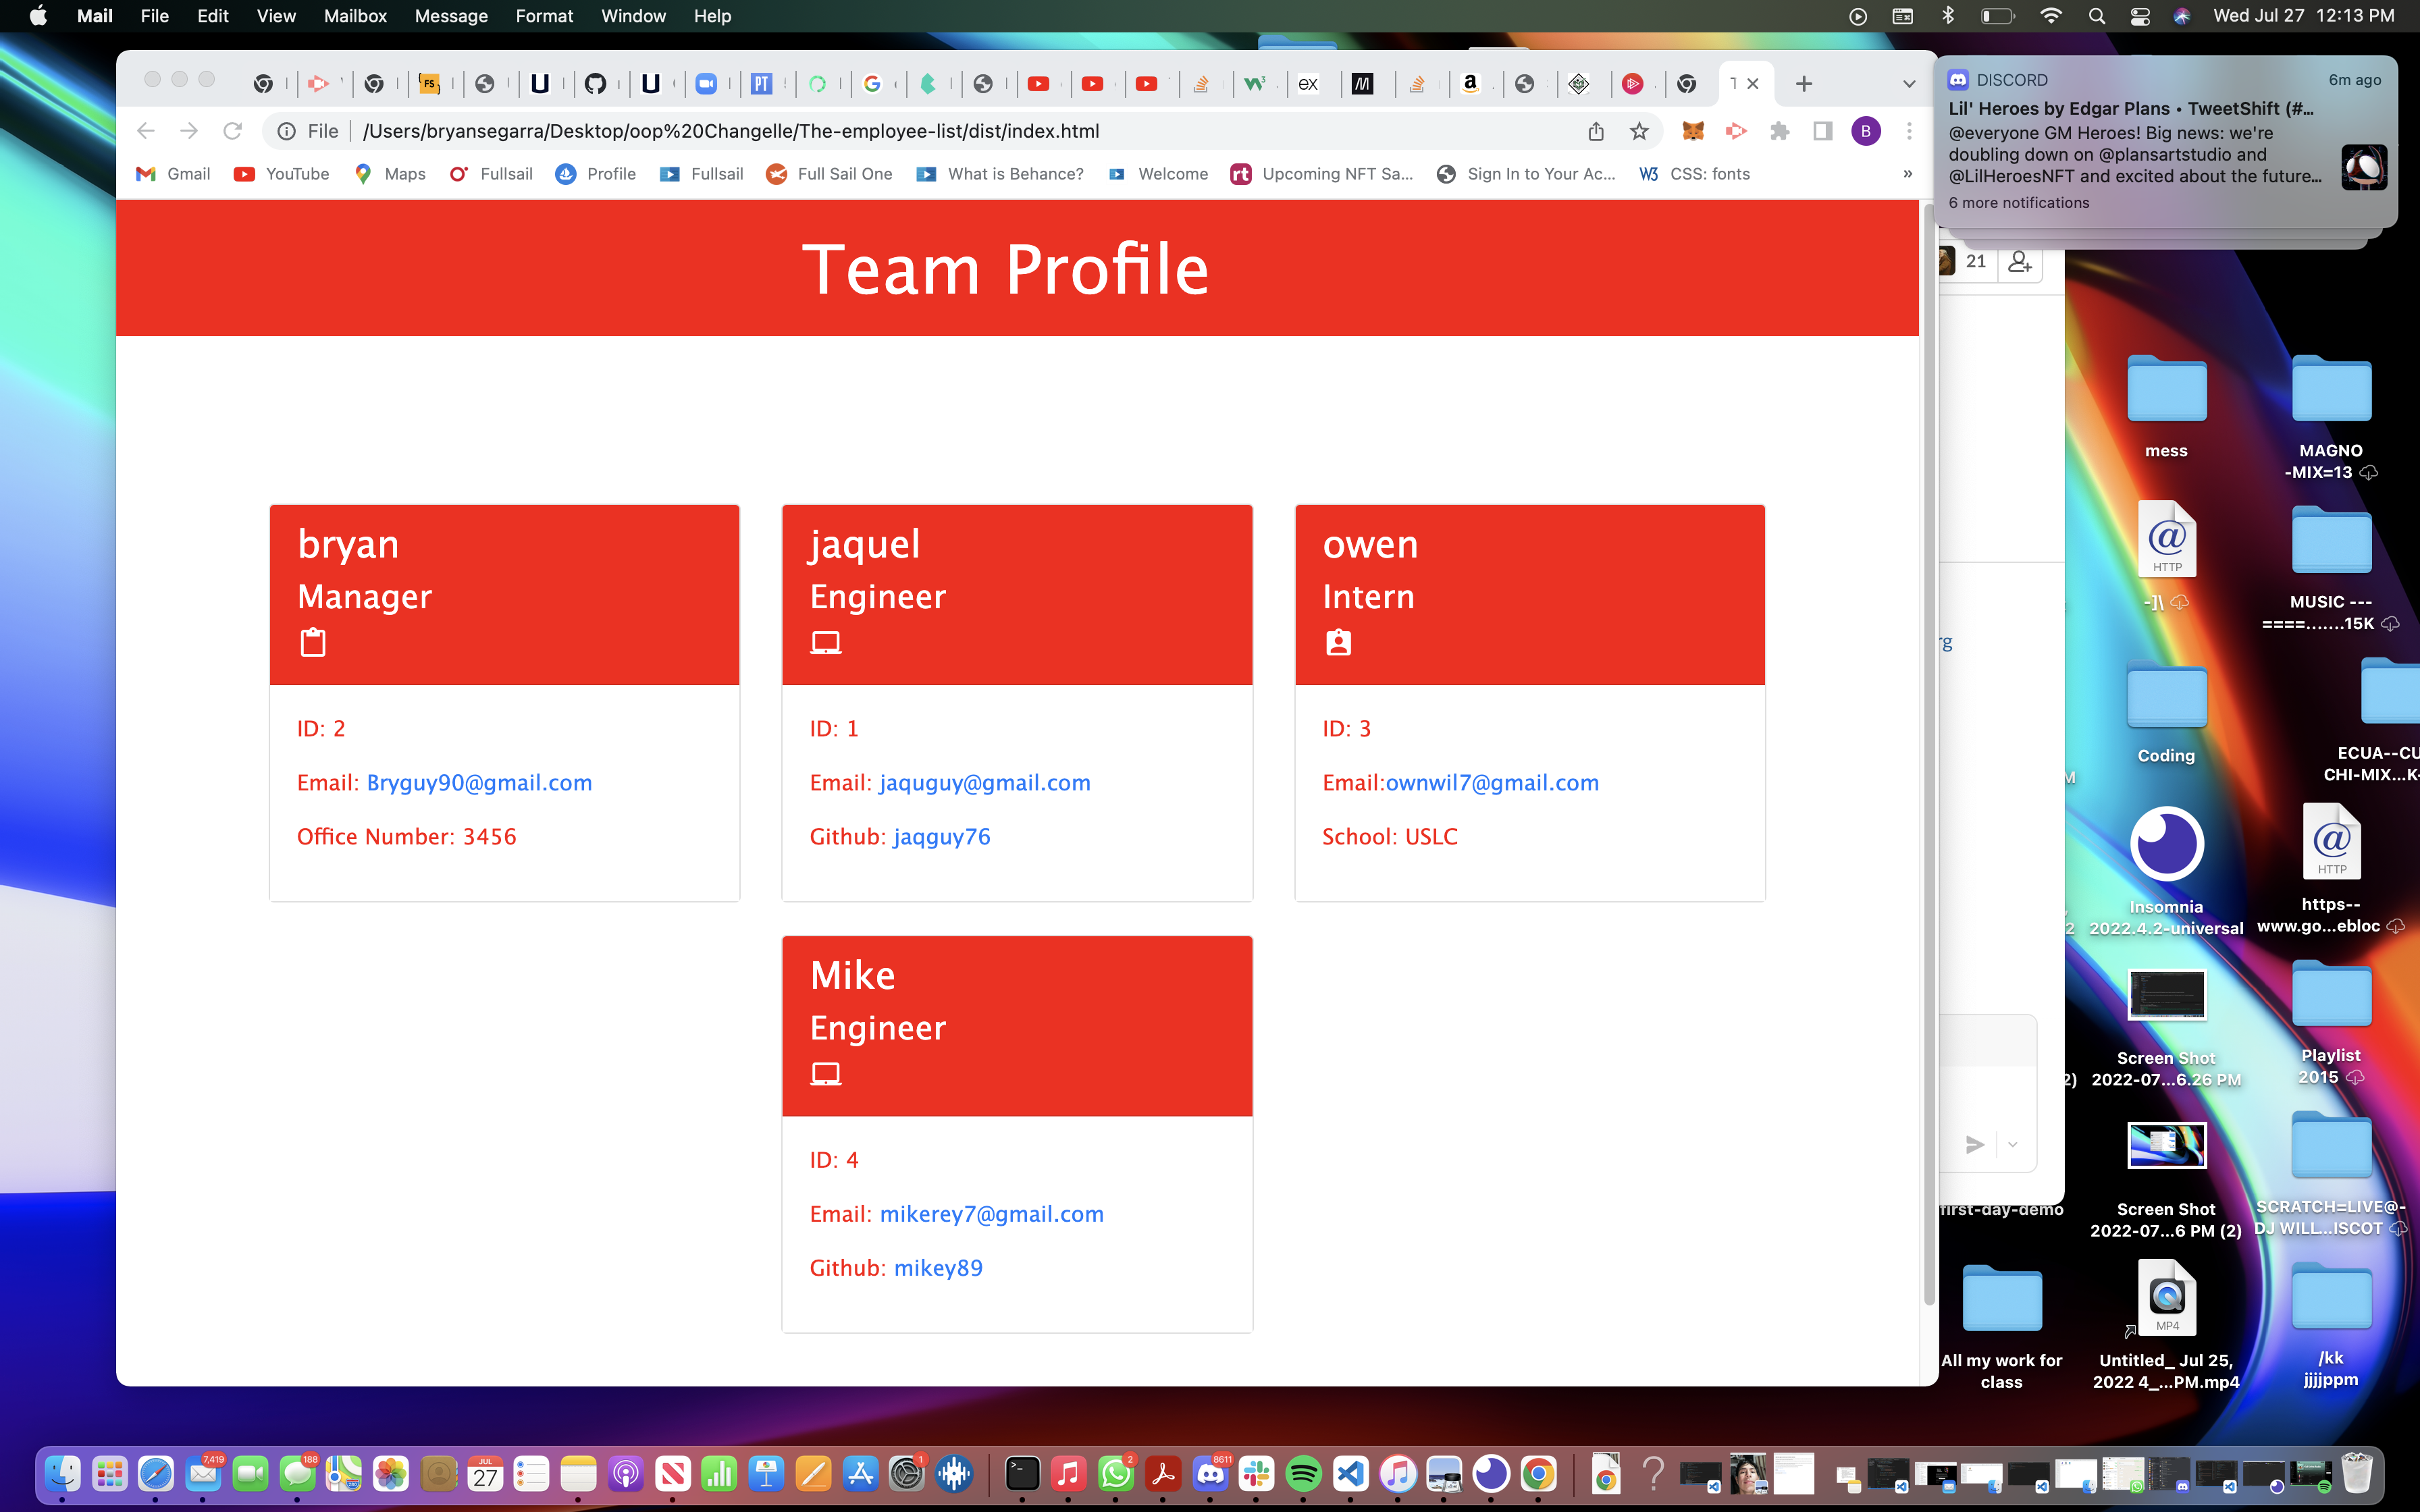 Mail File Edit View Mailbox Message Format Window Help
Wed Jul 27 12:13 PM
File /Users/bryansegarra/Desktop/oop%20Changelle/The-employee-list/dist/index.html
B
Gmail YouTube Maps Fullsail Profile Fullsail Full Sail One What is Behance? Welcome Upcoming NFT Sa... Sign In to Your Ac... CSS: fonts »
DISCORD 6m ago
Lil' Heroes by Edgar Plans • TweetShift (#...
@everyone GM Heroes! Big news: we're
doubling down on @plansartstudio and
@LilHeroesNFT and excited about the future...
6 more notifications
21
Team Profile
bryan
Manager
ID: 2
Email: Bryguy90@gmail.com
Office Number: 3456
jaquel
Engineer
ID: 1
Email: jaquguy@gmail.com
Github: jaqguy76
owen
Intern
ID: 3
Email:ownwil7@gmail.com
School: USLC
Mike
Engineer
ID: 4
Email: mikerey7@gmail.com
Github: mikey89
rg
mess
MAGNO
-MIX=13
HTTP
-]\
MUSIC ---
====.......15K
Coding
ECUA--CU
CHI-MIX...K-
Insomnia
2022.4.2-universal
HTTP
https--
www.go...ebloc
Screen Shot
2022-07...6.26 PM
Playlist
2015
Screen Shot
2022-07...6 PM (2)
SCRATCH=LIVE@-
DJ WILL...ISCOT
first-day-demo
All my work for
class
MP4
Untitled_ Jul 25,
2022 4_...PM.mp4
/kk
jjjjppm
7,419
188
JUL
27
1
2
8611